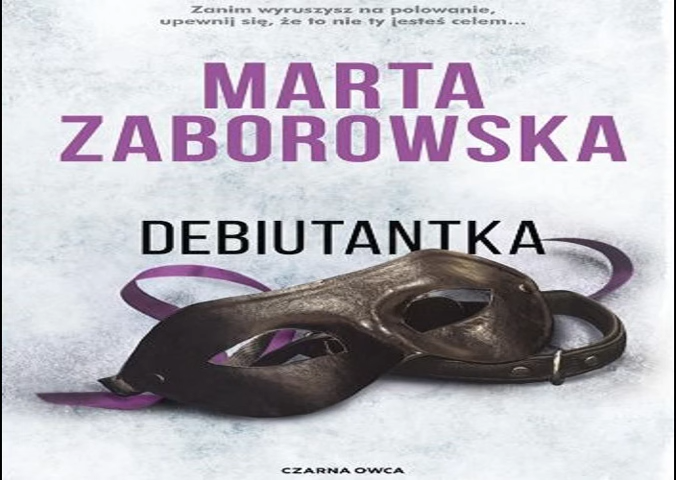 Zanim wyruszysz na polowanie,
upewnij się, że to nie ty jesteś celem...
MARTA
ZABOROWSKA
DEBIUTANTKA
CZARNA OWCA